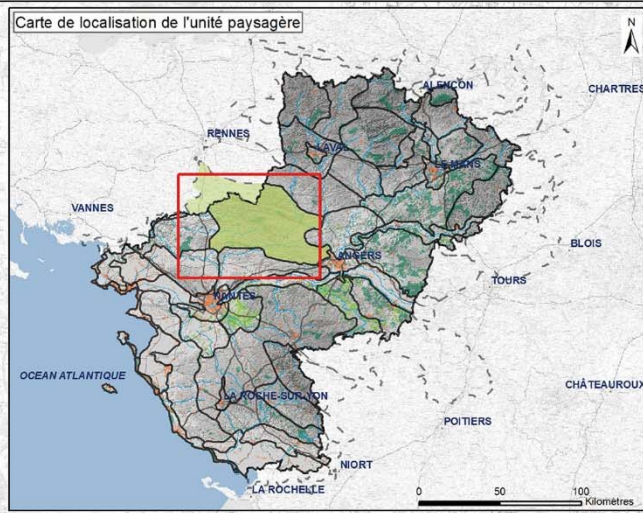 Carte de localisation de l'unité paysagère
N
ALENÇON
CHARTRES
RENNES
LAVAL
LE MANS
VANNES
BLOIS
ANGERS
TOURS
NANTES
OCEAN ATLANTIQUE
CHÂTEAUROUX
LA ROCHE-SUR-YON
POITIERS
NIORT
LA ROCHELLE
0 50 100
Kilomètres